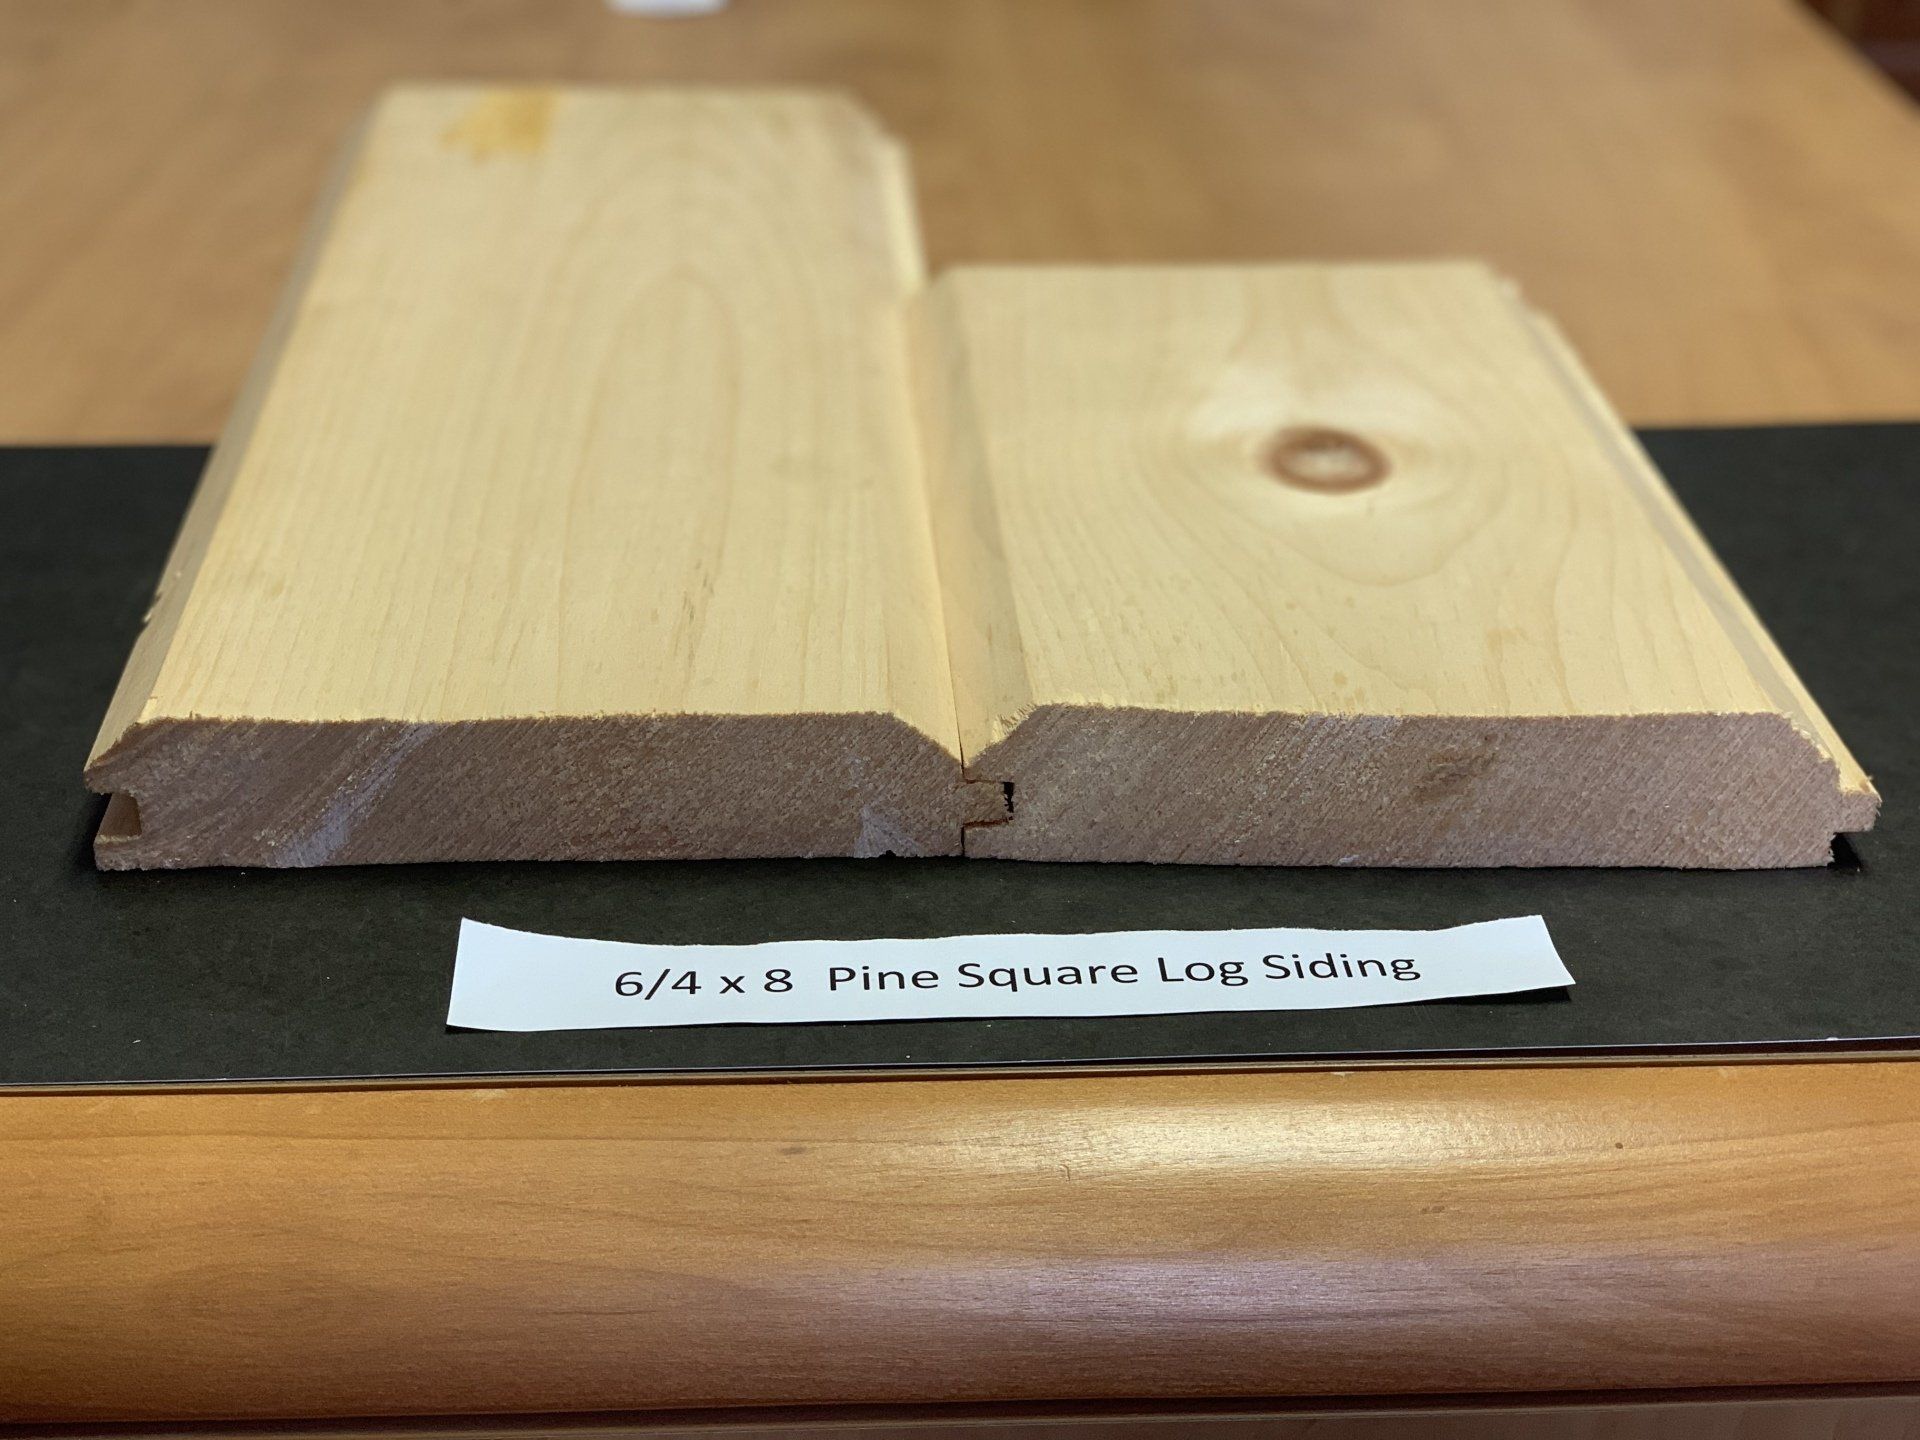 6/4 x 8 Pine Square Log Siding